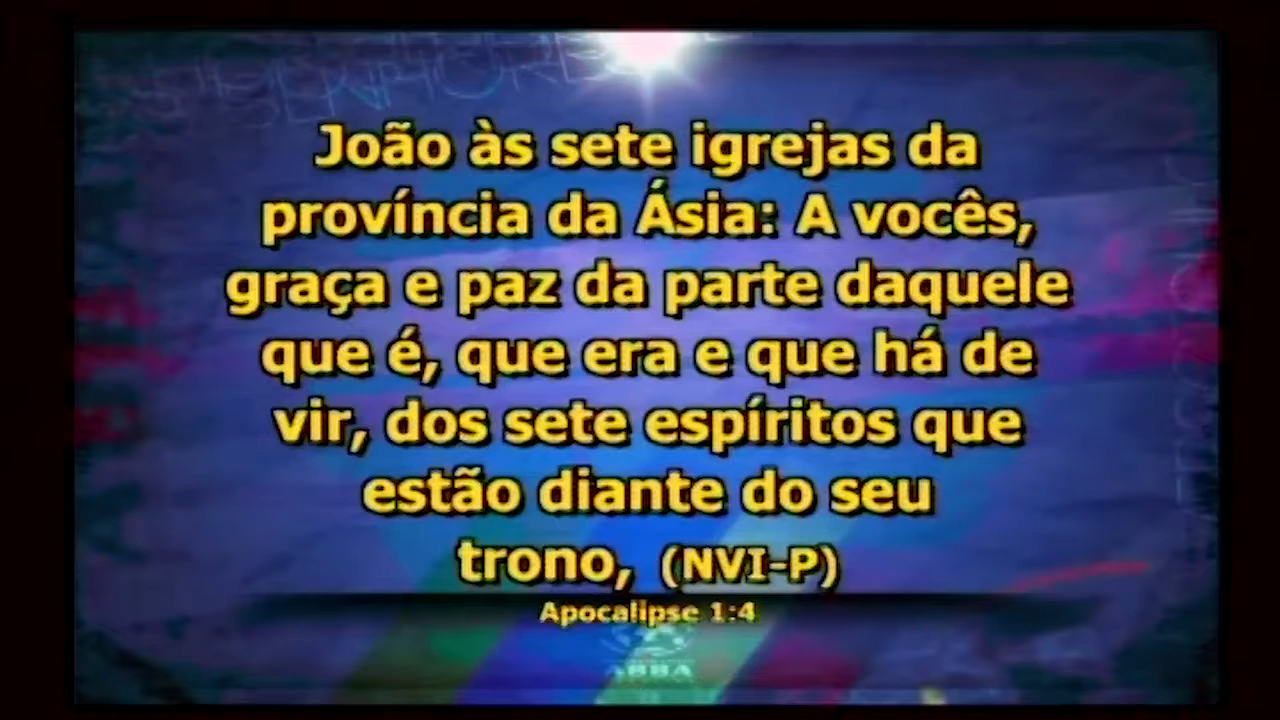 João às sete igrejas da
província da Ásia: A vocês,
graça e paz da parte daquele
que é, que era e que há de
vir, dos sete espíritos que
estão diante do seu
trono, (NVI-P)
Apocalipse 1:4
ABBA